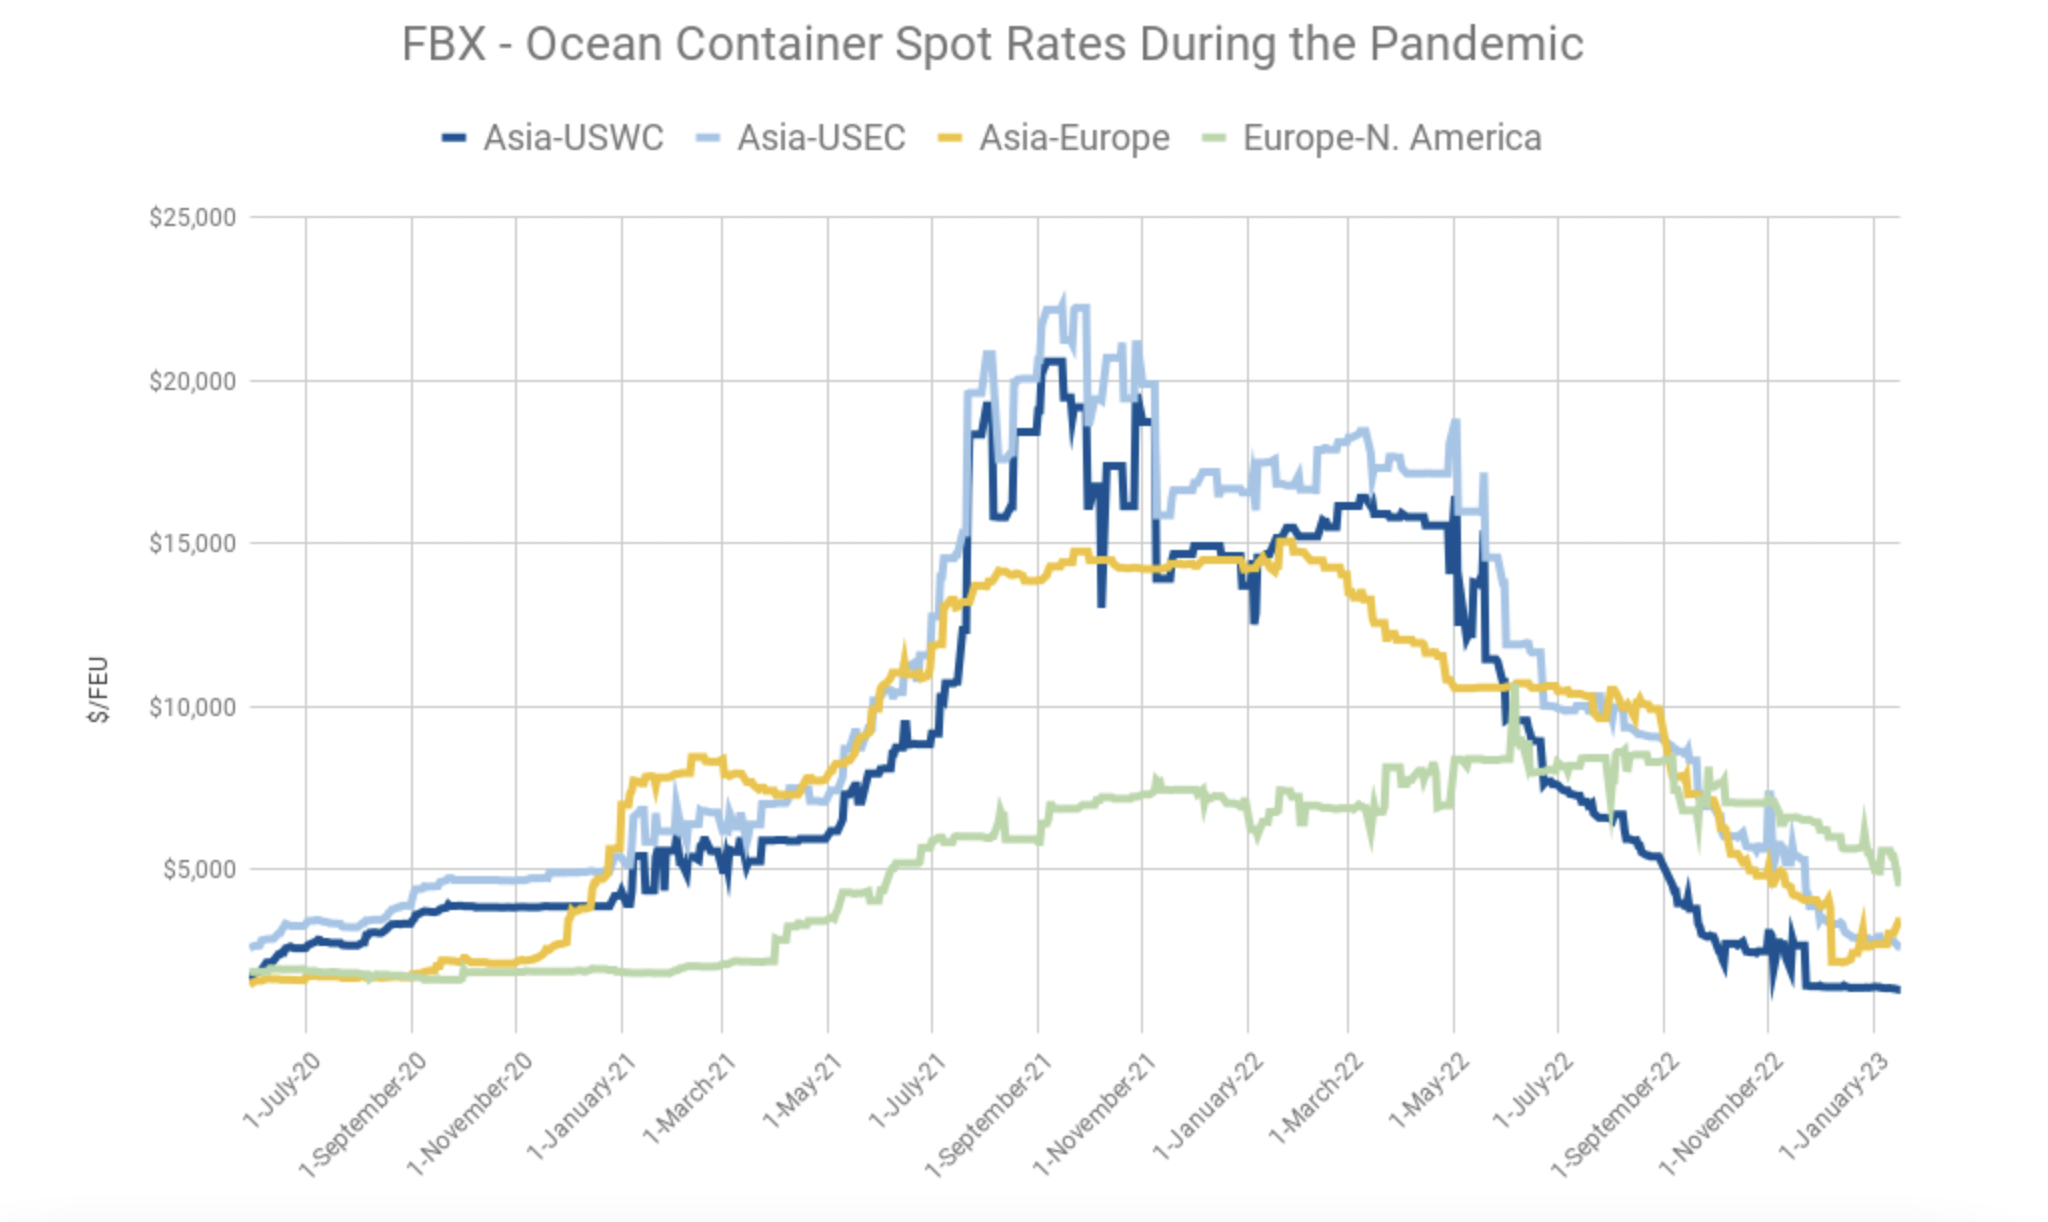 FBX - Ocean Container Spot Rates During the Pandemic
Asia-USWC Asia-USEC Asia-Europe Europe-N. America
$25,000
$20,000
$15,000
$10,000
$5,000
$/FEU
1-July-20
1-September-20
1-November-20
1-January-21
1-March-21
1-May-21
1-July-21
1-September-21
1-November-21
1-January-22
1-March-22
1-May-22
1-July-22
1-September-22
1-November-22
1-January-23